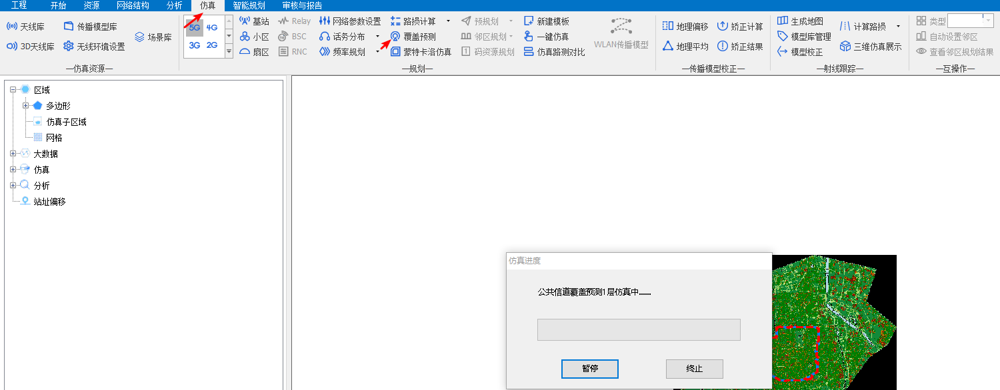 工程 开始 资源 网络结构 分析 仿真 智能规划 审核与报告
天线库 传播模型库 场景库
3D天线库 无线环境设置
仿真资源
5G 4G
3G 2G
基站 Relay 网络参数设置 路损计算 预规划 新建模板
小区 BSC 话务分布 覆盖预测 邻区规划 一键仿真
扇区 RNC 频率规划 蒙特卡洛仿真 码资源规划 仿真路测对比
WLAN传播模型
规划
地理偏移 矫正计算
地理平均 矫正结果
传播模型校正
生成地图 计算路损
模型库管理 三维仿真展示
模型校正
射线跟踪
类型
自动设置邻区
查看邻区规划结果
互操作
区域
多边形
仿真子区域
网格
大数据
仿真
分析
站址偏移
仿真进度
公共信道覆盖预测1层仿真中......
暂停 终止